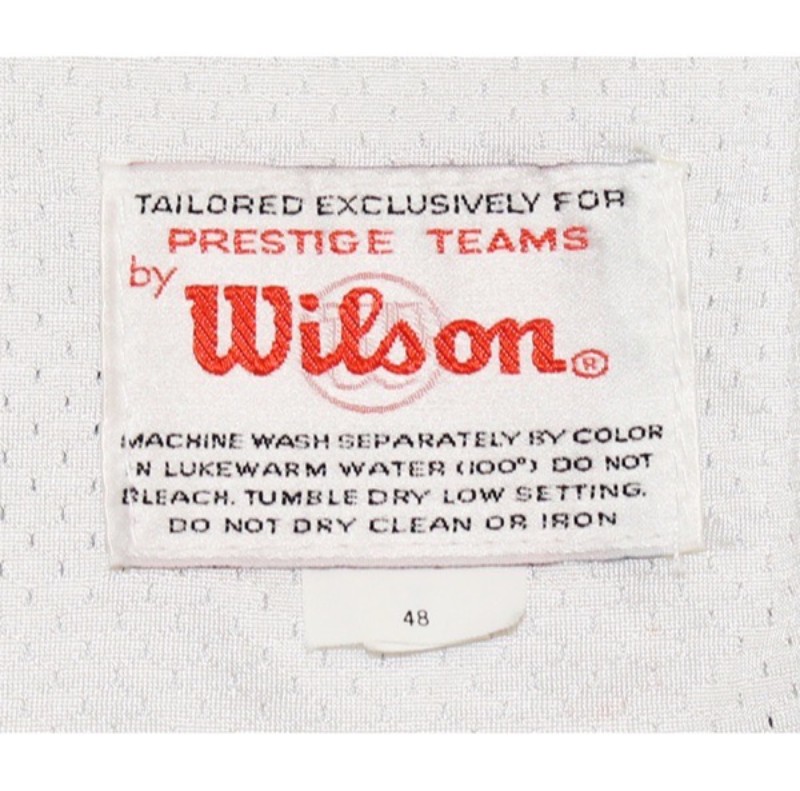 TAILORED EXCLUSIVELY FOR
PRESTIGE TEAMS
by
Wilson®
MACHINE WASH SEPARATELY BY COLOR
N LUKEWARM WATER (100°) DO NOT
BLEACH. TUMBLE DRY LOW SETTING.
DO NOT DRY CLEAN OR IRON
48